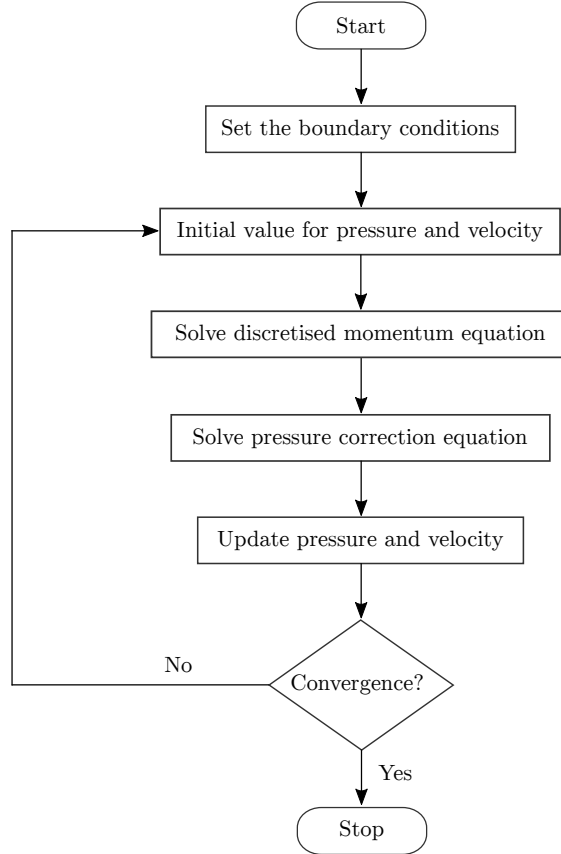 Start
Set the boundary conditions
Initial value for pressure and velocity
Solve discretised momentum equation
Solve pressure correction equation
Update pressure and velocity
No
Convergence?
Yes
Stop